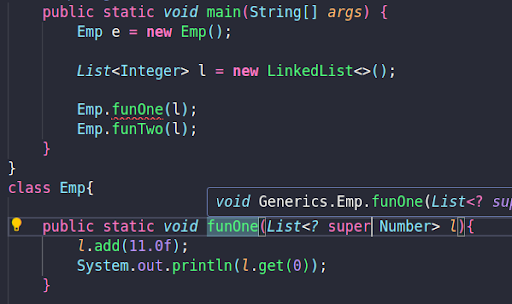 public static void main(String[] args) {
Emp e = new Emp();
List<Integer> l = new LinkedList<>();
Emp.funOne(l);
Emp.funTwo(l);
}
}
class Emp{
void Generics.Emp.funOne(List<? sup
public static void funOne(List<? super Number> l){
l.add(11.0f);
System.out.println(l.get(0));
}